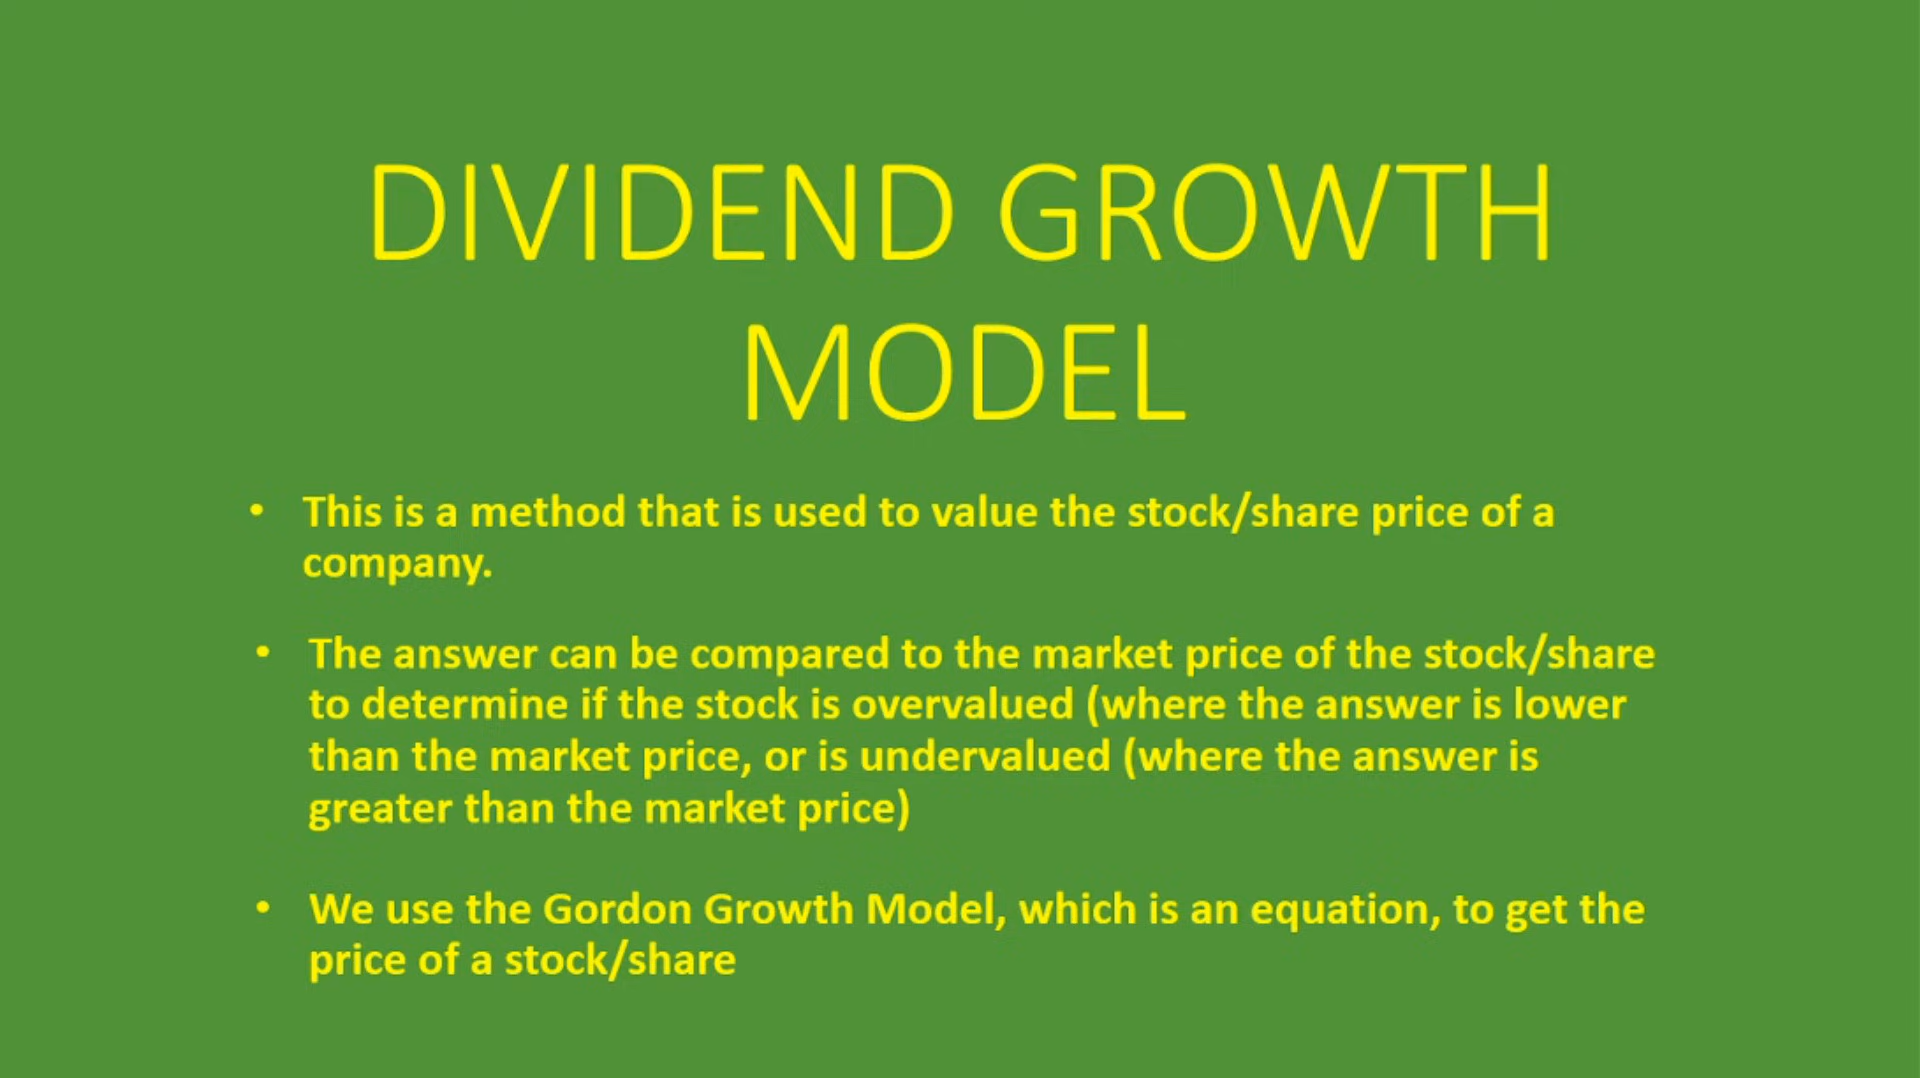 DIVIDEND GROWTH
MODEL
• This is a method that is used to value the stock/share price of a
company.
• The answer can be compared to the market price of the stock/share
to determine if the stock is overvalued (where the answer is lower
than the market price, or is undervalued (where the answer is
greater than the market price)
• We use the Gordon Growth Model, which is an equation, to get the
price of a stock/share